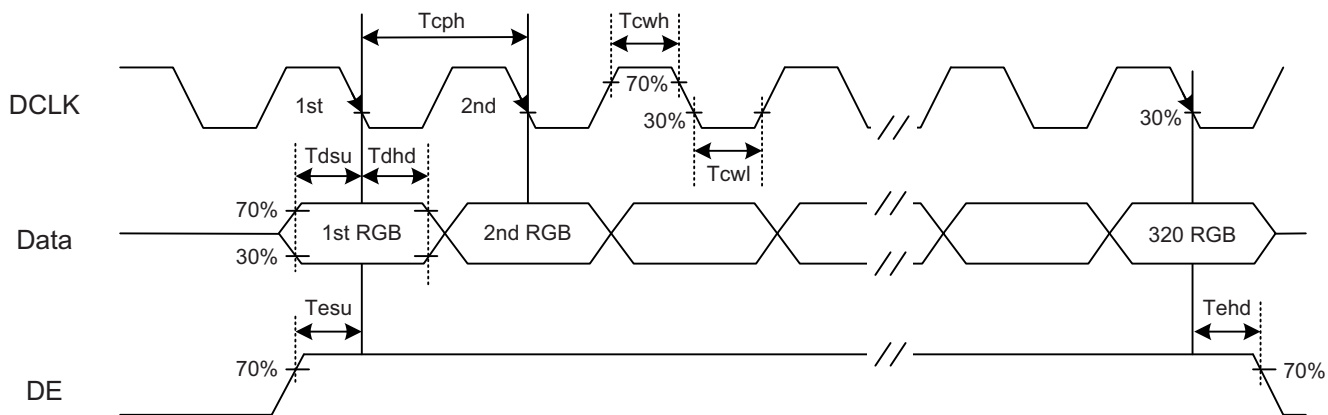 Tcph
Tcwh
DCLK
1st
2nd
70%
30%
30%
Tdsu
Tdhd
Tcwl
Data
70%
30%
1st RGB
2nd RGB
320 RGB
Tesu
Tehd
DE
70%
70%